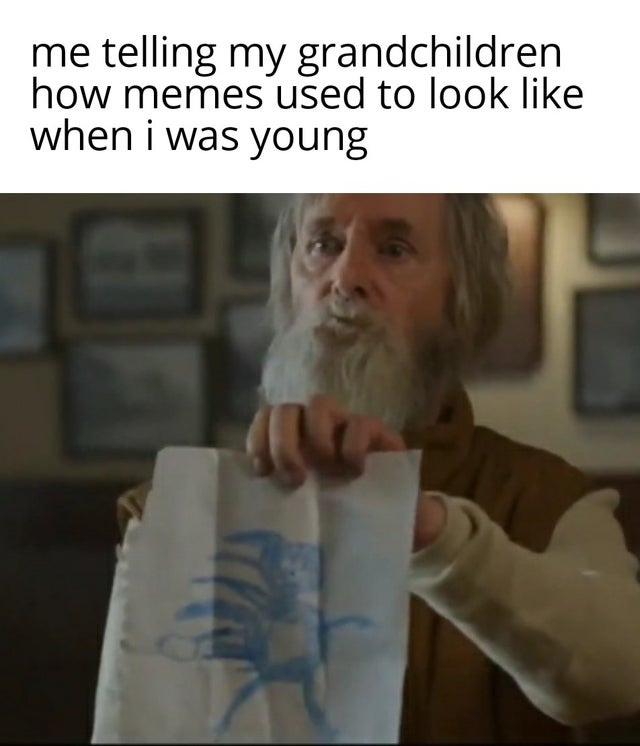 me telling my grandchildren
how memes used to look like
when i was young